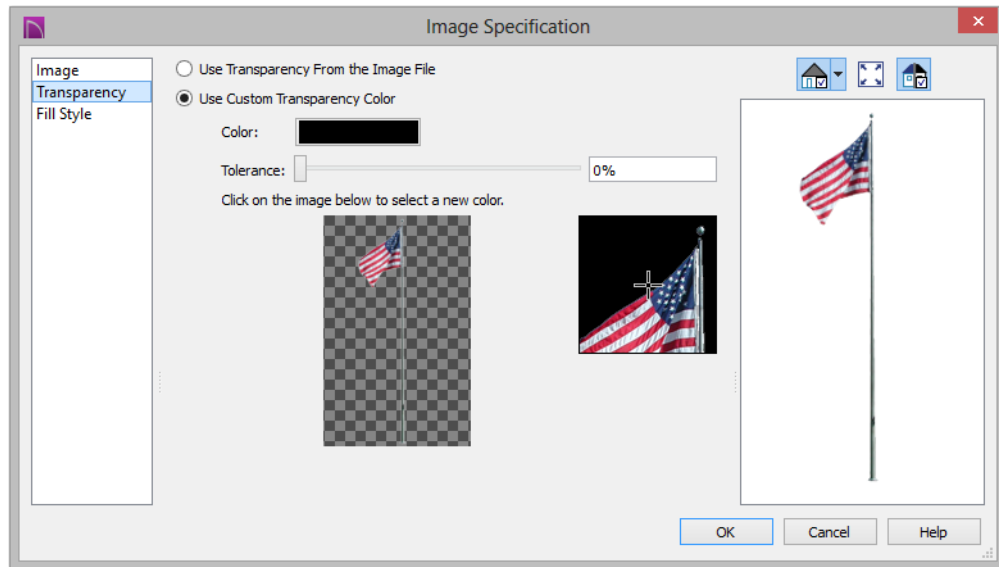 Image Specification
Image
Transparency
Fill Style
Use Transparency From the Image File
Use Custom Transparency Color
Color:
Tolerance:
0%
Click on the image below to select a new color.
OK
Cancel
Help